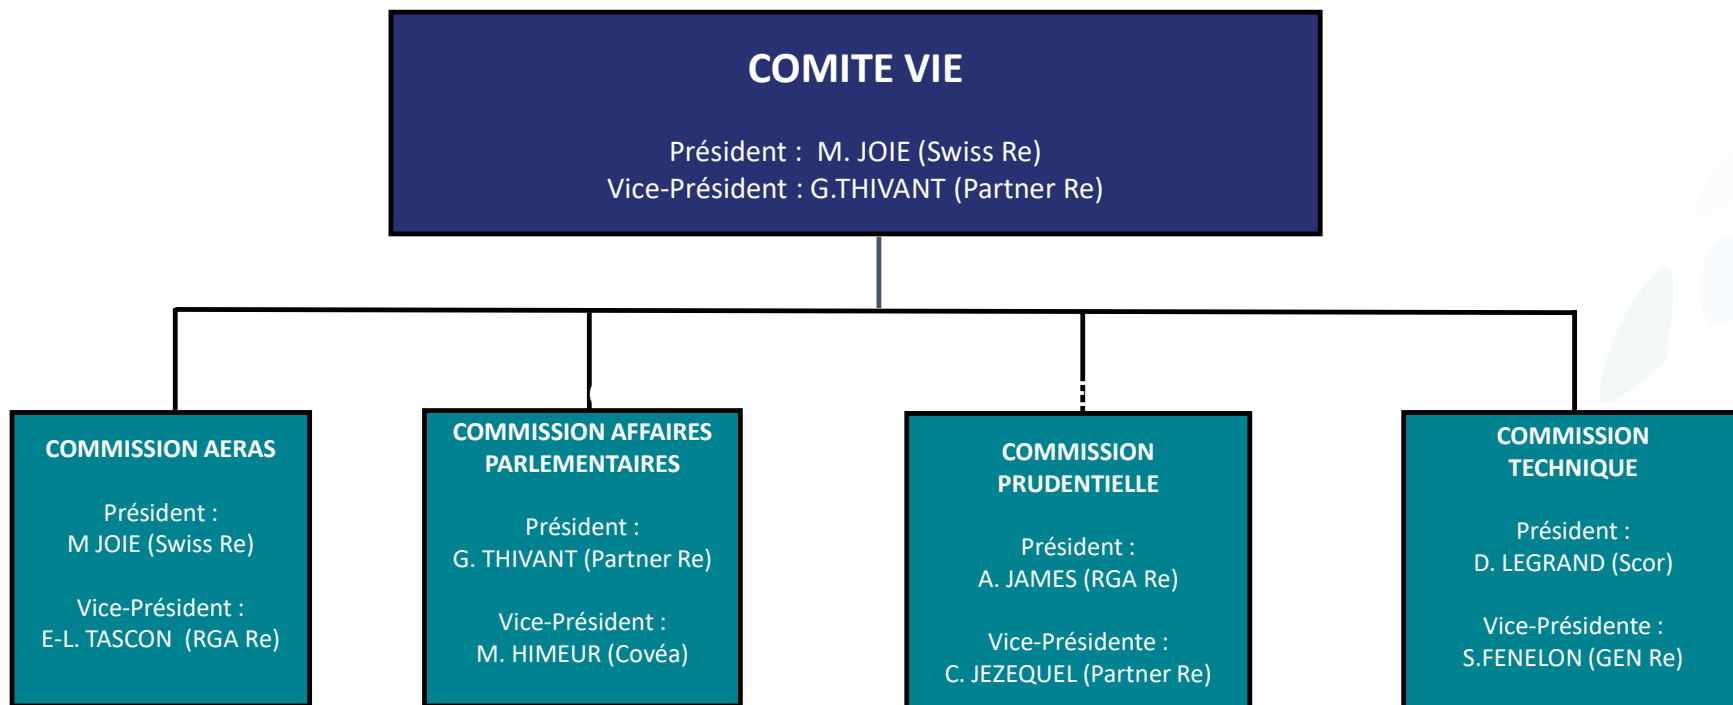 COMITE VIE
Président : M. JOIE (Swiss Re)
Vice-Président : G.THIVANT (Partner Re)
COMMISSION AERAS
Président :
M JOIE (Swiss Re)
Vice-Président :
E-L. TASCON (RGA Re)
COMMISSION AFFAIRES
PARLEMENTAIRES
Président :
G. THIVANT (Partner Re)
Vice-Président :
M. HIMEUR (Covéa)
COMMISSION
PRUDENTIELLE
Président :
A. JAMES (RGA Re)
Vice-Présidente :
C. JEZEQUEL (Partner Re)
COMMISSION
TECHNIQUE
Président :
D. LEGRAND (Scor)
Vice-Présidente :
S.FENELON (GEN Re)